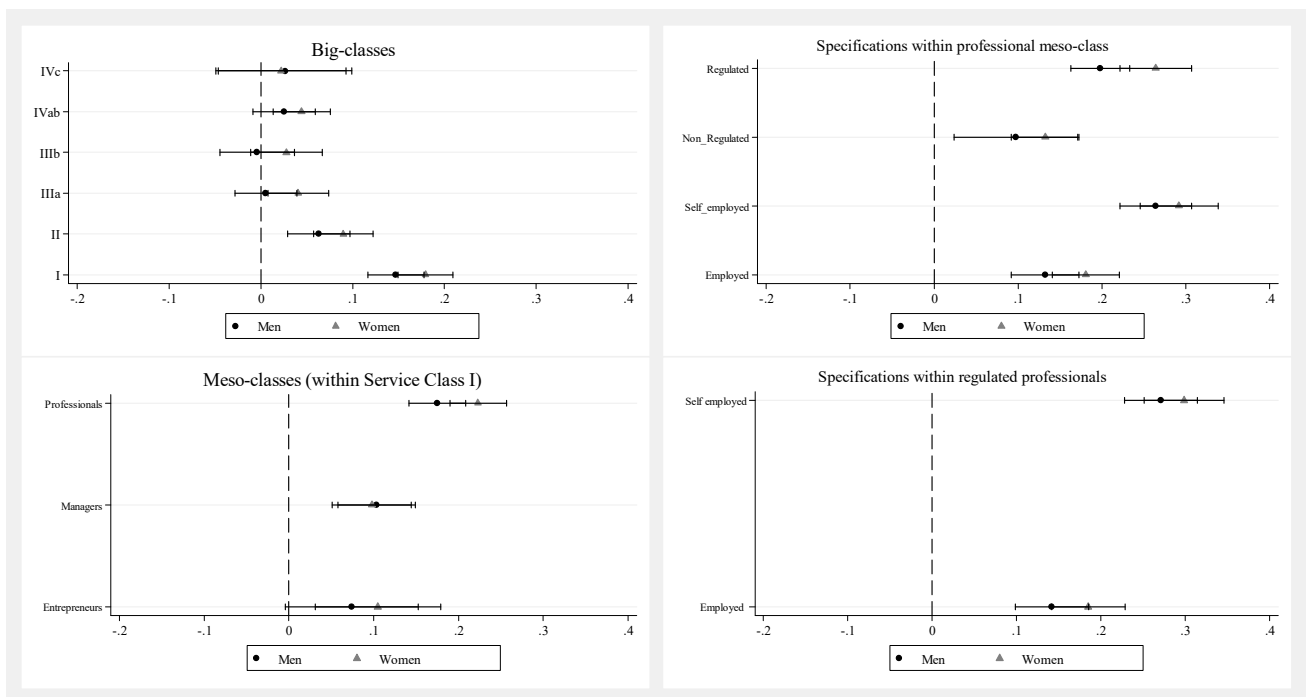 Big-classes
IVc
IVab
IIIb
IIIa
II
I
-.2 -.1 0 .1 .2 .3 .4
Men Women
Specifications within professional meso-class
Regulated
Non_Regulated
Self_employed
Employed
-.2 -.1 0 .1 .2 .3 .4
Men Women
Meso-classes (within Service Class I)
Professionals
Managers
Entrepreneurs
-.2 -.1 0 .1 .2 .3 .4
Men Women
Specifications within regulated professionals
Self employed
Employed
-.2 -.1 0 .1 .2 .3 .4
Men Women